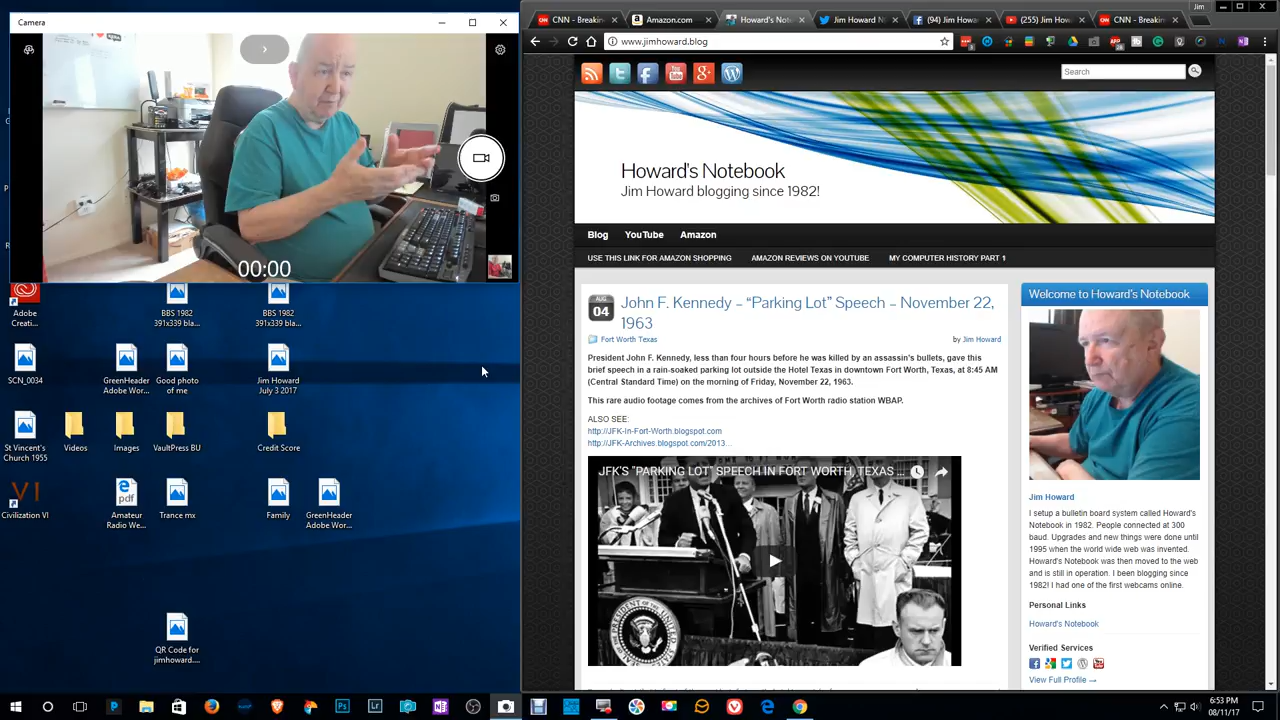 Camera
00:00
Adobe
Creati...
BBS 1982
391x339 bla...
BBS 1982
391x339 bla...
SCN_0034
GreenHeader
Adobe Wor...
Good photo
of me
Jim Howard
July 3 2017
St Vincent's
Church 1955
Videos
Images
VaultPress BU
Credit Score
Civilization VI
Amateur
Radio We...
Trance mx
Family
GreenHeader
Adobe Wor...
QR Code for
jimhoward....
CNN - Breakin
Amazon.com
Howard's Not
Jim Howard N
(94) Jim Howar
(255) Jim Howa
CNN - Breakin
Jim
www.jimhoward.blog
Search
Howard's Notebook
Jim Howard blogging since 1982!
Blog YouTube Amazon
USE THIS LINK FOR AMAZON SHOPPING AMAZON REVIEWS ON YOUTUBE MY COMPUTER HISTORY PART 1
AUG
04
John F. Kennedy – “Parking Lot” Speech – November 22,
1963
Fort Worth Texas by Jim Howard
President John F. Kennedy, less than four hours before he was killed by an assassin's bullets, gave this
brief speech in a rain-soaked parking lot outside the Hotel Texas in downtown Fort Worth, Texas, at 8:45 AM
(Central Standard Time) on the morning of Friday, November 22, 1963.
This rare audio footage comes from the archives of Fort Worth radio station WBAP.
ALSO SEE:
http://JFK-In-Fort-Worth.blogspot.com
http://JFK-Archives.blogspot.com/2013...
JFK'S "PARKING LOT" SPEECH IN FORT WORTH, TEXAS ...
Welcome to Howard's Notebook
Jim Howard
I setup a bulletin board system called Howard's
Notebook in 1982. People connected at 300
baud. Upgrades and new things were done until
1995 when the world wide web was invented.
Howard's Notebook was then moved to the web
and is still in operation. I been blogging since
1982! I had one of the first webcams online.
Personal Links
Howard's Notebook
Verified Services
View Full Profile →
6:53 PM
08/11/17